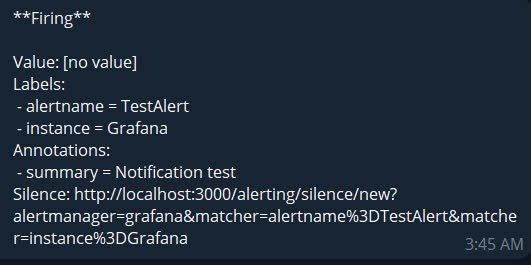 **Firing**
Value: [no value]
Labels:
- alertname = TestAlert
- instance = Grafana
Annotations:
- summary = Notification test
Silence: http://localhost:3000/alerting/silence/new?
alertmanager=grafana&matcher=alertname%3DTestAlert&matche
r=instance%3DGrafana
3:45 AM